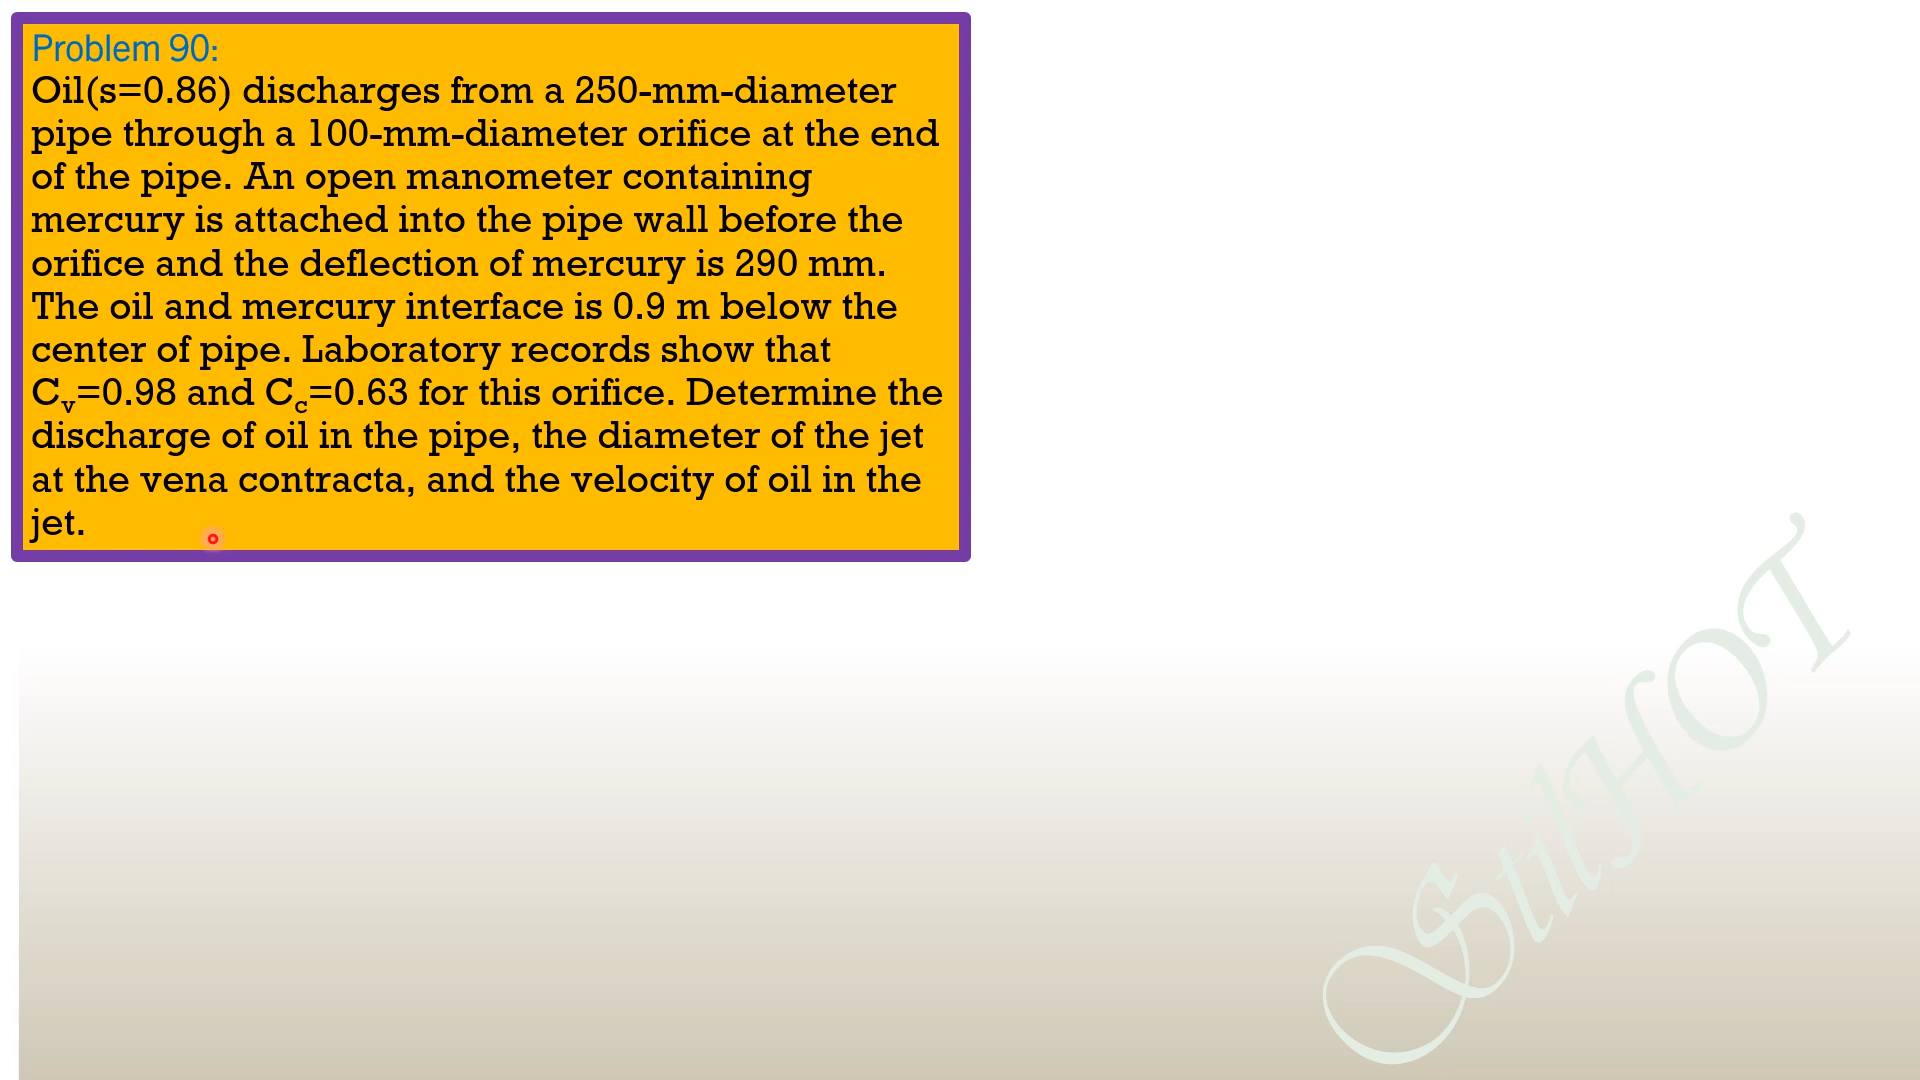 Problem 90:
Oil(s=0.86) discharges from a 250-mm-diameter
pipe through a 100-mm-diameter orifice at the end
of the pipe. An open manometer containing
mercury is attached into the pipe wall before the
orifice and the deflection of mercury is 290 mm.
The oil and mercury interface is 0.9 m below the
center of pipe. Laboratory records show that
Cv=0.98 and Cc=0.63 for this orifice. Determine the
discharge of oil in the pipe, the diameter of the jet
at the vena contracta, and the velocity of oil in the
jet.
StilHOT